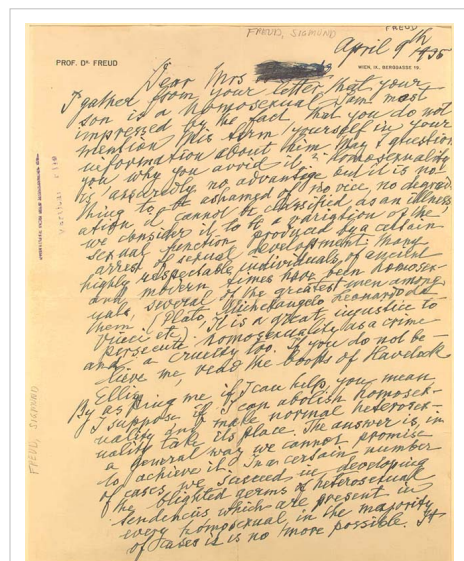 FREUD, SIGMUND
FREUD
April 9th 1935
PROF. DR. FREUD
WIEN, IX., BERGGASSE 19.
Dear Mrs
I gather from your letter that your
son is a homosexual. I am most
impressed by the fact that you do not
mention this term yourself in your
information about him. May I question
you why you avoid it? Homosexuality
is assuredly no advantage but it is no-
thing to be ashamed of, no vice, no degrad-
ation, it cannot be classified as an illness,
we consider it to be a variation of the
sexual function produced by a certain
arrest of sexual development. Many
highly respectable individuals of ancient
and modern times have been homosex-
uals, several of the greatest men among
them. (Plato, Michelangelo, Leonardo da
Vinci etc). It is a great injustice to
persecute homosexuality as a crime
and a cruelty too. If you do not be-
lieve me, read the books of Havelock
Ellis.
By asking me if I can help, you mean
I suppose, if I can abolish homosex-
uality and make normal heterosex-
uality take its place. The answer is, in
a general way we cannot promise
to achieve it. In a certain number
of cases we succeed in developing
the blighted germs of heterosexual
tendencies which are present in
every homosexual in the majority
of cases it is no more possible. It
FREUD, SIGMUND